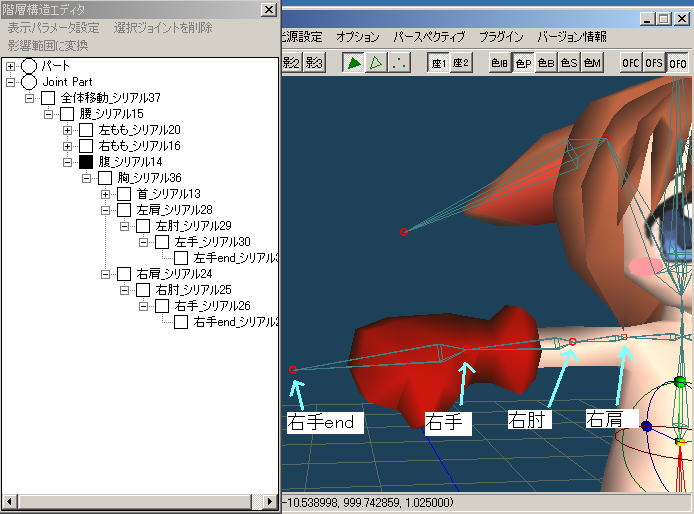 階層構造エディタ
表示パラメータ設定 選択ジョイントを削除
影響範囲に変換
パート
Joint Part
全体移動_シリアル37
腰_シリアル15
左もも_シリアル20
右もも_シリアル16
腹_シリアル14
胸_シリアル36
首_シリアル13
左肩_シリアル28
左肘_シリアル29
左手_シリアル30
左手end_シリアル
右肩_シリアル24
右肘_シリアル25
右手_シリアル26
右手end_シリアル
光源設定 オプション パースペクティブ プラグイン バージョン情報
影2 影3 座1 座2 色IB 色P 色B 色S 色M OFC OFS OFO
右手end 右手 右肘 右肩
-10.538998, 999.742859, 1.025000)